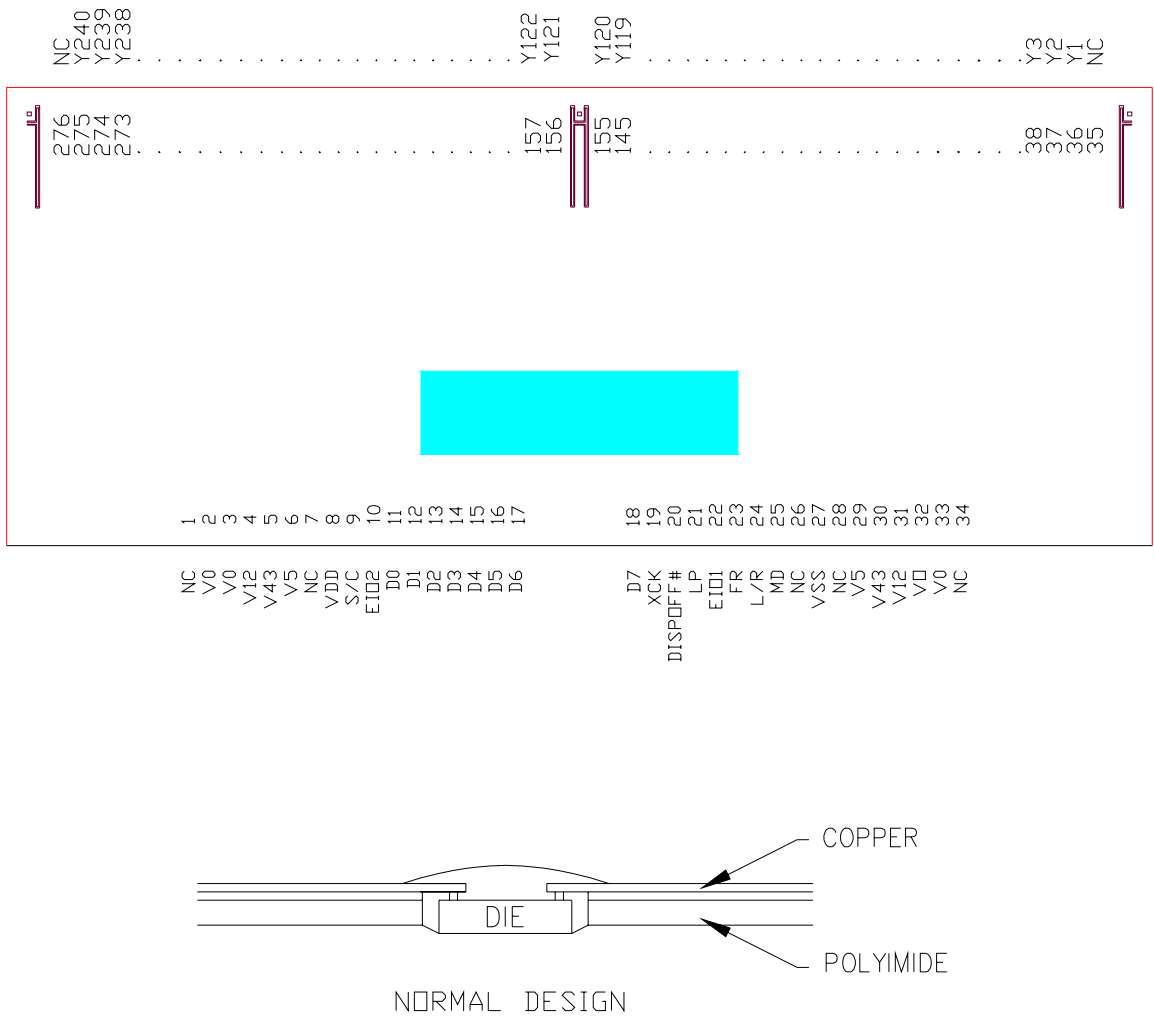 NC Y240 Y239 Y238 Y122 Y121 Y120 Y119 Y3 Y2 Y1 NC
276 275 274 273 157 156 155 145 38 37 36 35
1 2 3 4 5 6 7 8 9 10 11 12 13 14 15 16 17 18 19 20 21 22 23 24 25 26 27 28 29 30 31 32 33 34
NC V0 V0 V12 V43 V5 NC VDD S/C EIO2 D0 D1 D2 D3 D4 D5 D6 D7 XCK DISPOFF# LP EIO1 FR L/R MD NC VSS NC V5 V43 V12 VO V0 NC
COPPER
DIE
POLYIMIDE
NORMAL DESIGN